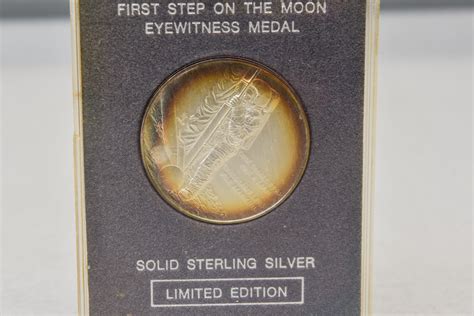 FIRST STEP ON THE MOON
EYEWITNESS MEDAL
SOLID STERLING SILVER
LIMITED EDITION